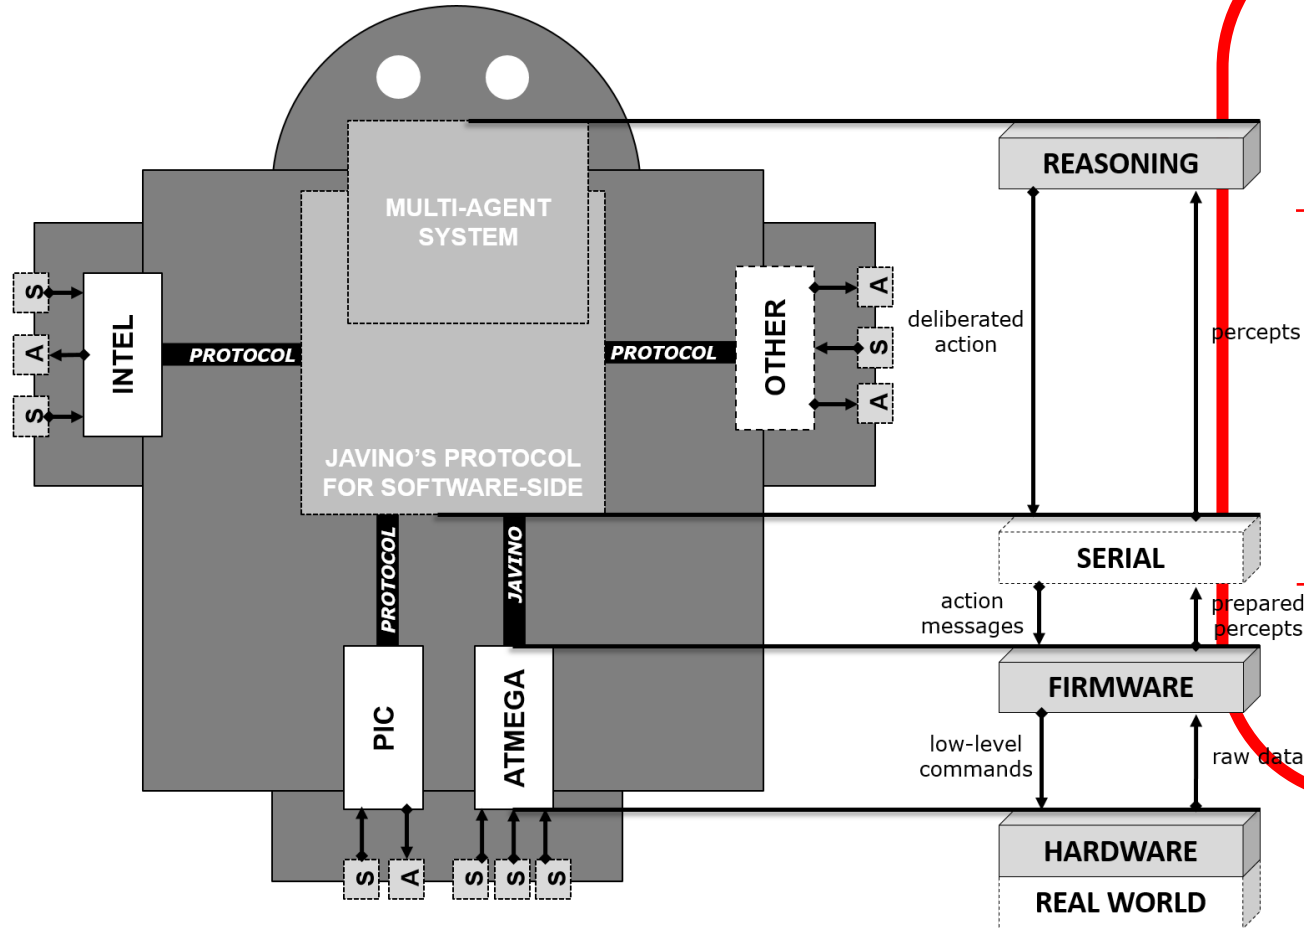 REASONING
MULTI-AGENT
SYSTEM
S
A
S
INTEL
PROTOCOL
PROTOCOL
OTHER
A
S
A
deliberated
action
percepts
JAVINO'S PROTOCOL
FOR SOFTWARE-SIDE
PROTOCOL
JAVINO
SERIAL
action
messages
prepared
percepts
PIC
ATMEGA
FIRMWARE
low-level
commands
raw data
S
A
S
S
S
HARDWARE
REAL WORLD